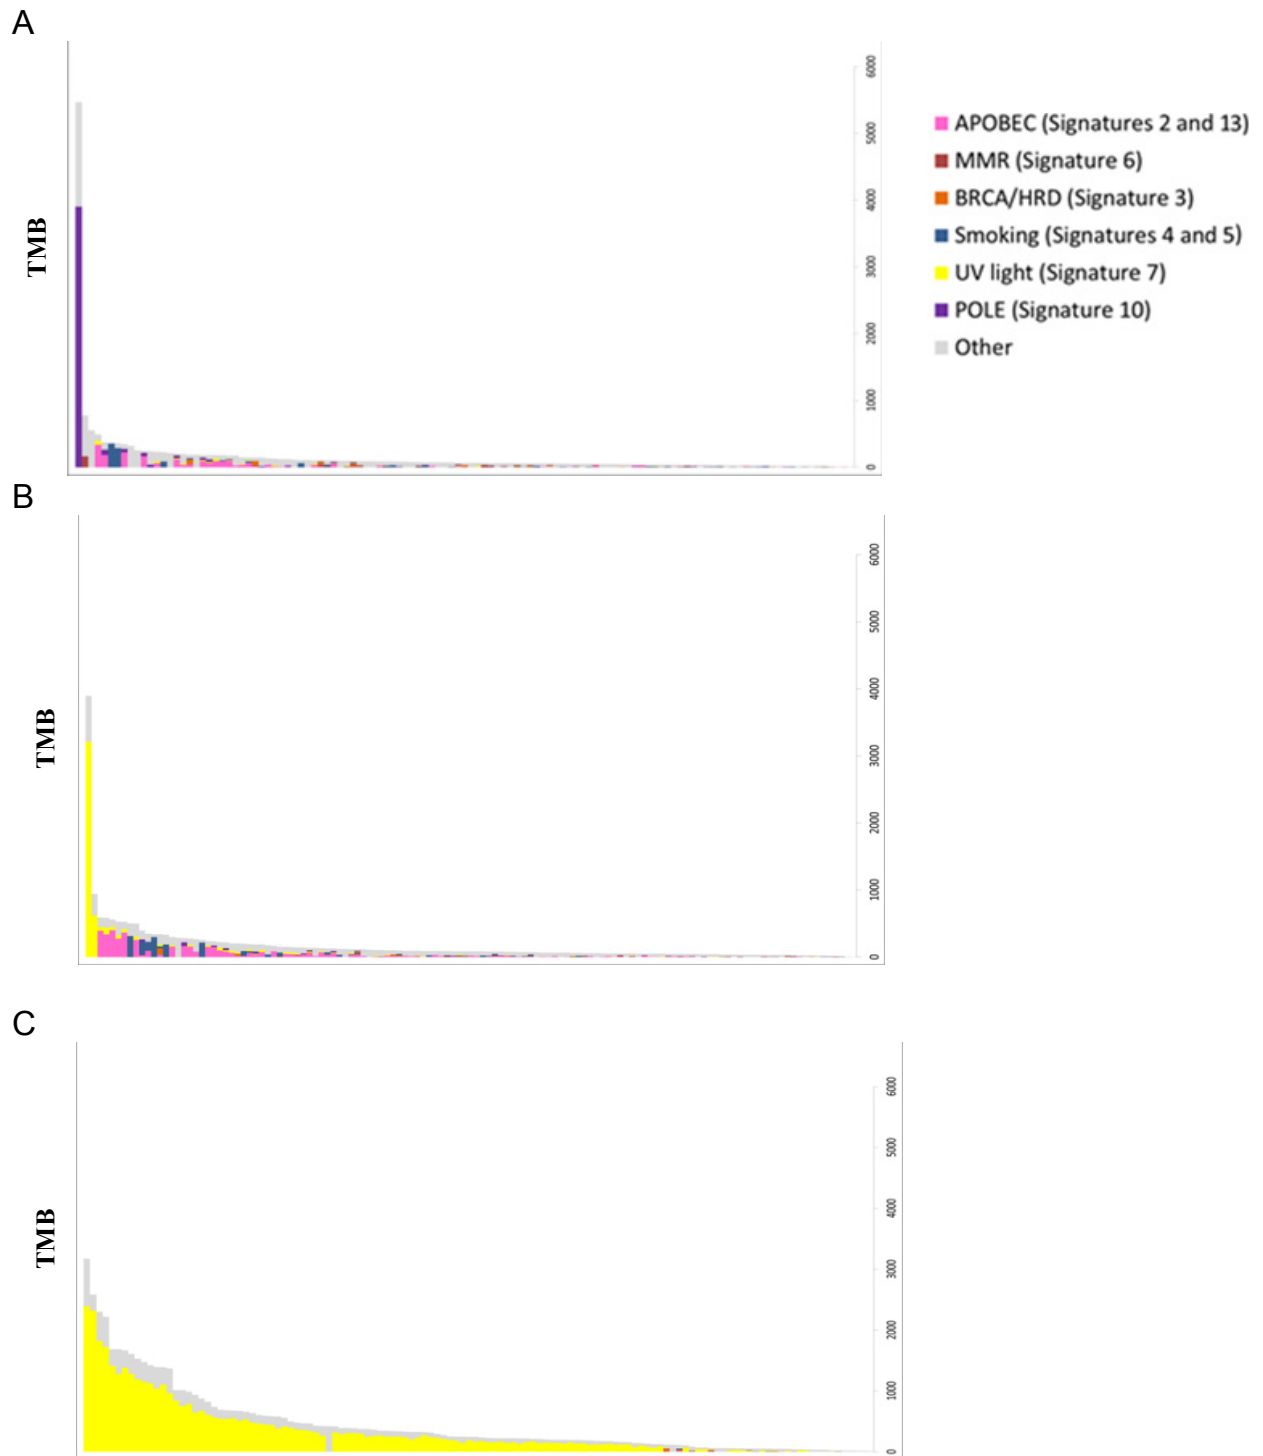 A
TMB
6000
5000
4000
3000
2000
1000
0
APOBEC (Signatures 2 and 13)
MMR (Signature 6)
BRCA/HRD (Signature 3)
Smoking (Signatures 4 and 5)
UV light (Signature 7)
POLE (Signature 10)
Other
B
TMB
6000
5000
4000
3000
2000
1000
0
C
TMB
6000
5000
4000
3000
2000
1000
0